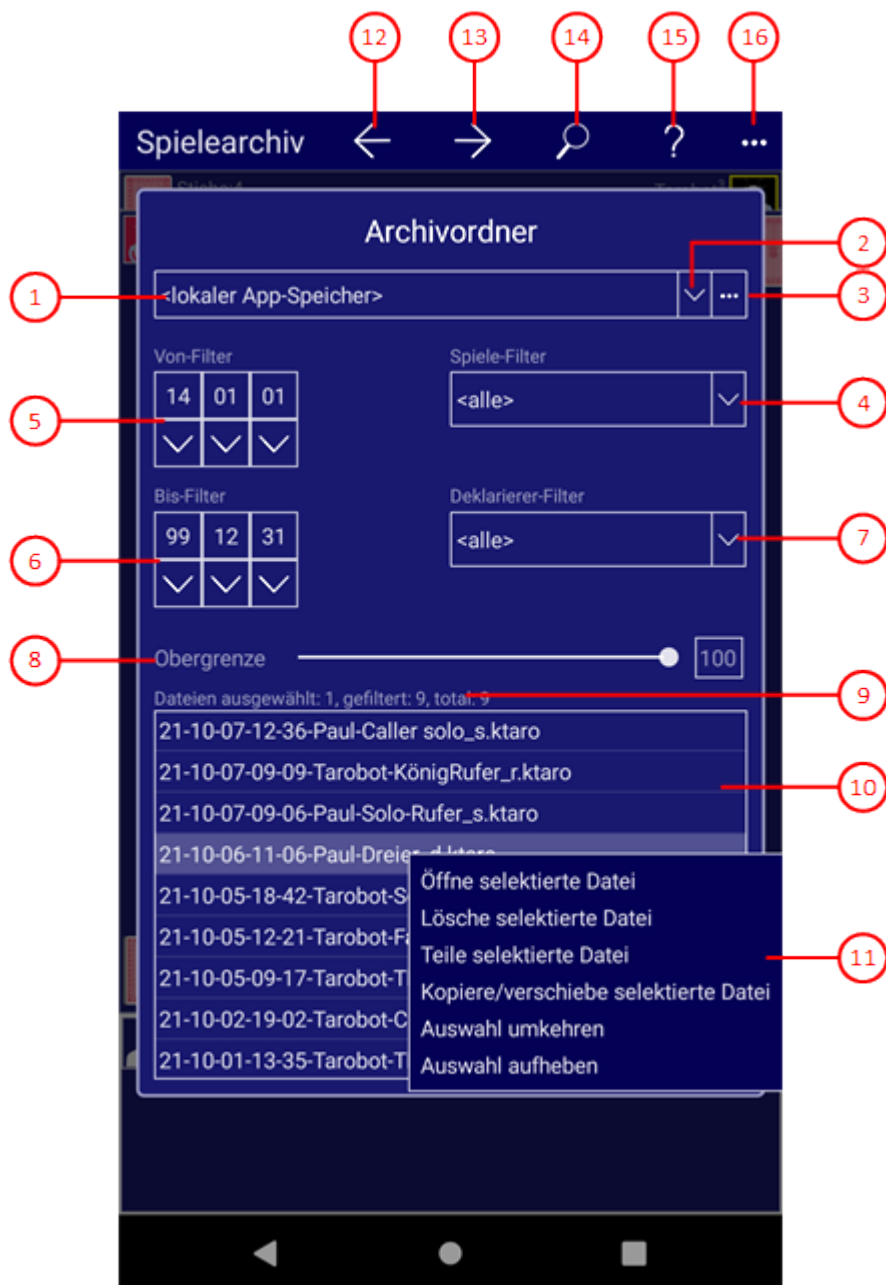 12 13 14 15 16
Spielearchiv ? ...
Stiche:4 Tarobot³
Archivordner
2
1 <lokaler App-Speicher> ... 3
Von-Filter Spiele-Filter
14 01 01 <alle> 4
5
Bis-Filter Deklarierer-Filter
99 12 31 <alle> 7
6
8 Obergrenze 100
Dateien ausgewählt: 1, gefiltert: 9, total: 9 9
21-10-07-12-36-Paul-Caller solo_s.ktaro
21-10-07-09-09-Tarobot-KönigRufer_r.ktaro 10
21-10-07-09-06-Paul-Solo-Rufer_s.ktaro
21-10-06-11-06-Paul-Dreier_d.ktaro
Öffne selektierte Datei
21-10-05-18-42-Tarobot-S
Lösche selektierte Datei
21-10-05-12-21-Tarobot-Fa
Teile selektierte Datei 11
21-10-05-09-17-Tarobot-T
Kopiere/verschiebe selektierte Datei
21-10-02-19-02-Tarobot-C
Auswahl umkehren
21-10-01-13-35-Tarobot-T
Auswahl aufheben